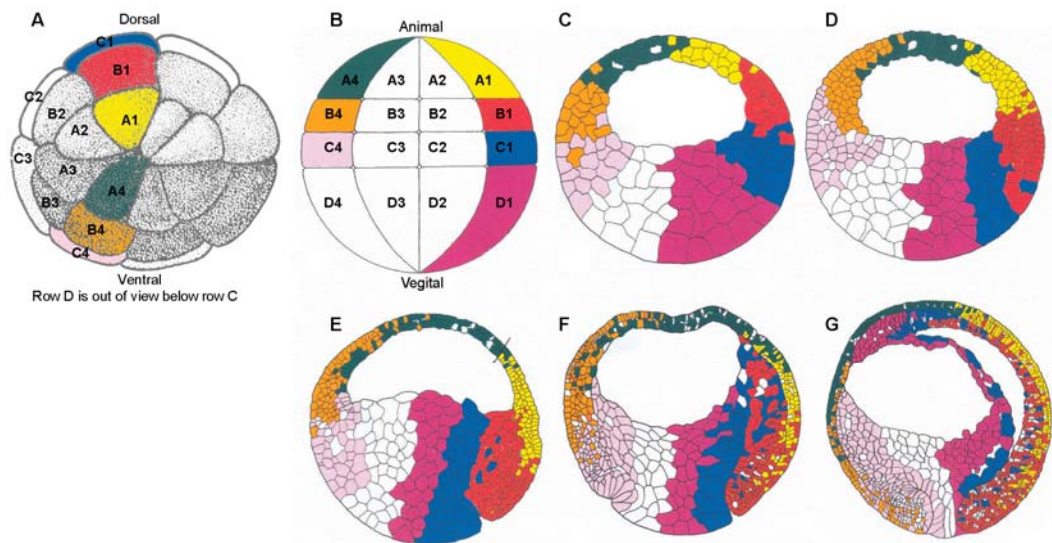 A
Dorsal
C1
B1
C2
B2
A2
A1
C3
A3
A4
B3
B4
C4
Ventral
Row D is out of view below row C
B
Animal
A4 A3 A2 A1
B4 B3 B2 B1
C4 C3 C2 C1
D4 D3 D2 D1
Vegital
C
D
E
F
G